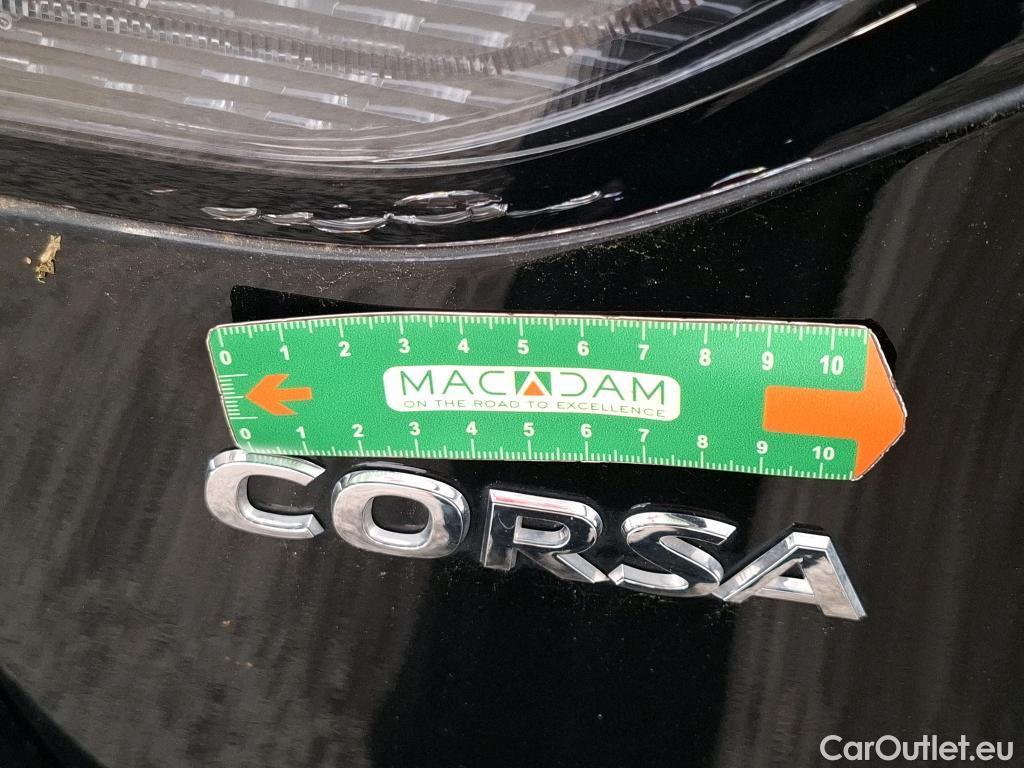 0 1 2 3 4 5 6 7 8 9 10
MACADAM
ON THE ROAD TO EXCELLENCE
0 1 2 3 4 5 6 7 8 9 10
CORSA
CarOutlet.eu